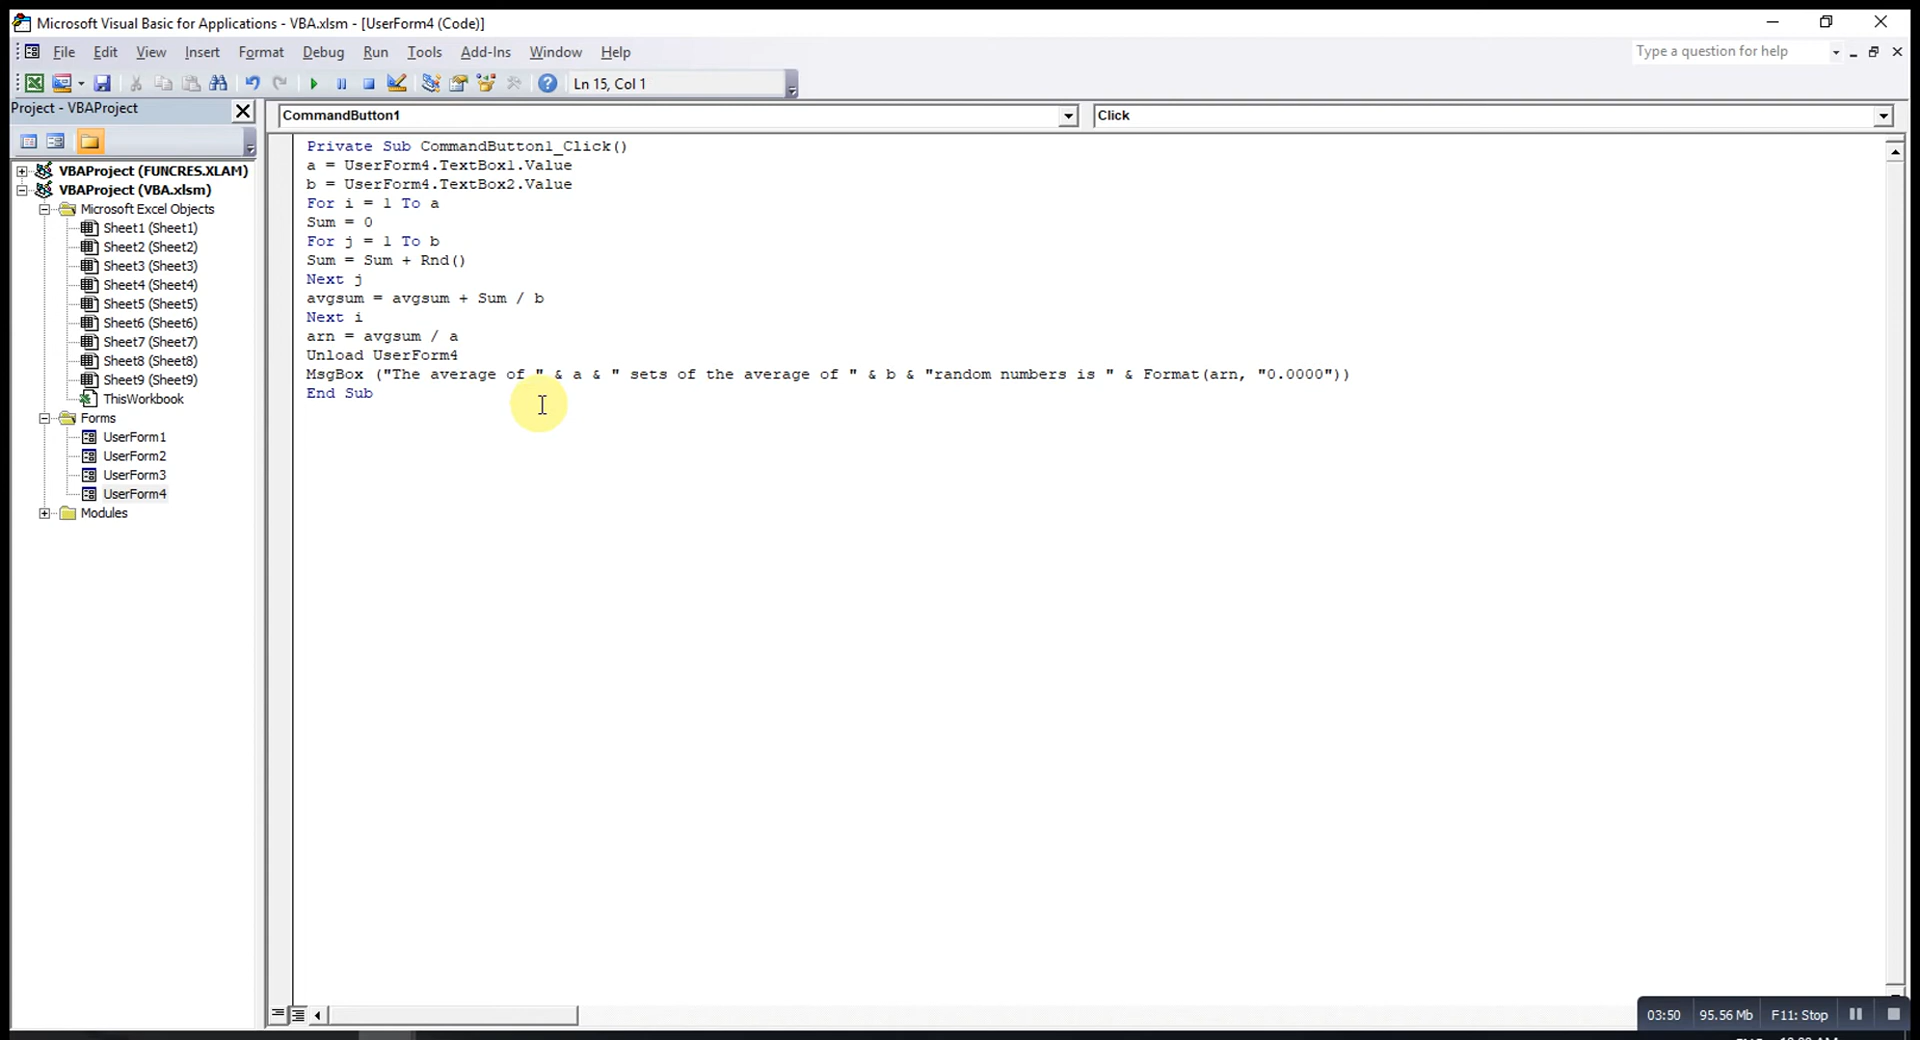 Microsoft Visual Basic for Applications - VBA.xlsm - [UserForm4 (Code)]
File Edit View Insert Format Debug Run Tools Add-Ins Window Help
Type a question for help
Ln 15, Col 1
Project - VBAProject
CommandButton1
Click
VBAProject (FUNCRES.XLAM)
VBAProject (VBA.xlsm)
Microsoft Excel Objects
Sheet1 (Sheet1)
Sheet2 (Sheet2)
Sheet3 (Sheet3)
Sheet4 (Sheet4)
Sheet5 (Sheet5)
Sheet6 (Sheet6)
Sheet7 (Sheet7)
Sheet8 (Sheet8)
Sheet9 (Sheet9)
ThisWorkbook
Forms
UserForm1
UserForm2
UserForm3
UserForm4
Modules
Private Sub CommandButton1_Click()
a = UserForm4.TextBox1.Value
b = UserForm4.TextBox2.Value
For i = 1 To a
Sum = 0
For j = 1 To b
Sum = Sum + Rnd()
Next j
avgsum = avgsum + Sum / b
Next i
arn = avgsum / a
Unload UserForm4
MsgBox ("The average of " & a & " sets of the average of " & b & "random numbers is " & Format(arn, "0.0000"))
End Sub
03:50 95.56 Mb F11: Stop